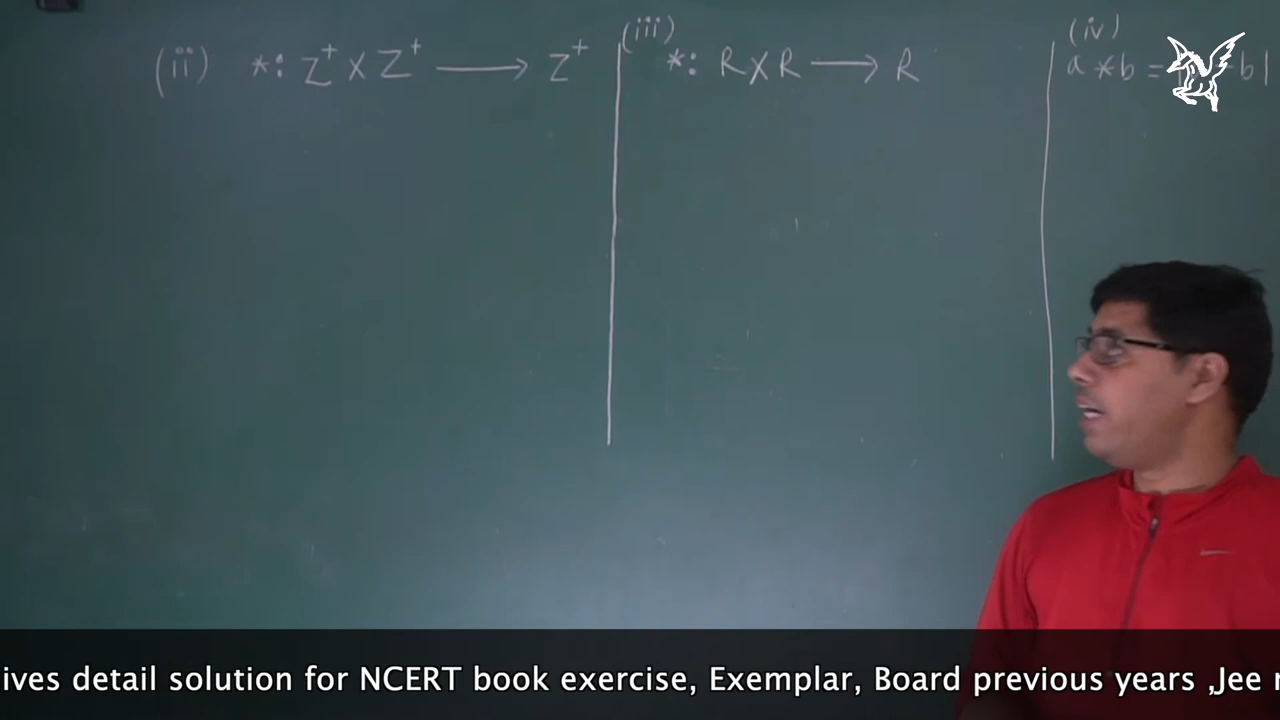 (ii) *: Z⁺ X Z⁺ ⟶ Z⁺
(iii)
*: R X R ⟶ R
(iv)
a * b = b|
ives detail solution for NCERT book exercise, Exemplar, Board previous years ,Jee